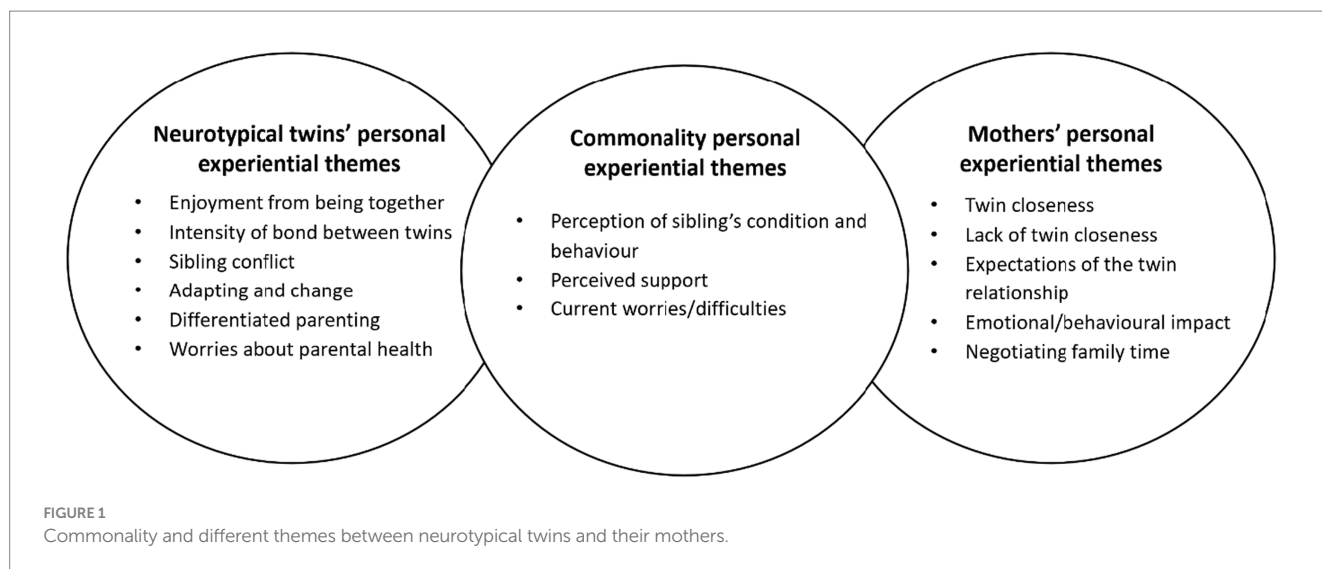 Neurotypical twins' personal
experiential themes
• Enjoyment from being together
• Intensity of bond between twins
• Sibling conflict
• Adapting and change
• Differentiated parenting
• Worries about parental health
Commonality personal
experiential themes
• Perception of sibling's condition and
behaviour
• Perceived support
• Current worries/difficulties
Mothers' personal
experiential themes
• Twin closeness
• Lack of twin closeness
• Expectations of the twin
relationship
• Emotional/behavioural impact
• Negotiating family time
FIGURE 1
Commonality and different themes between neurotypical twins and their mothers.